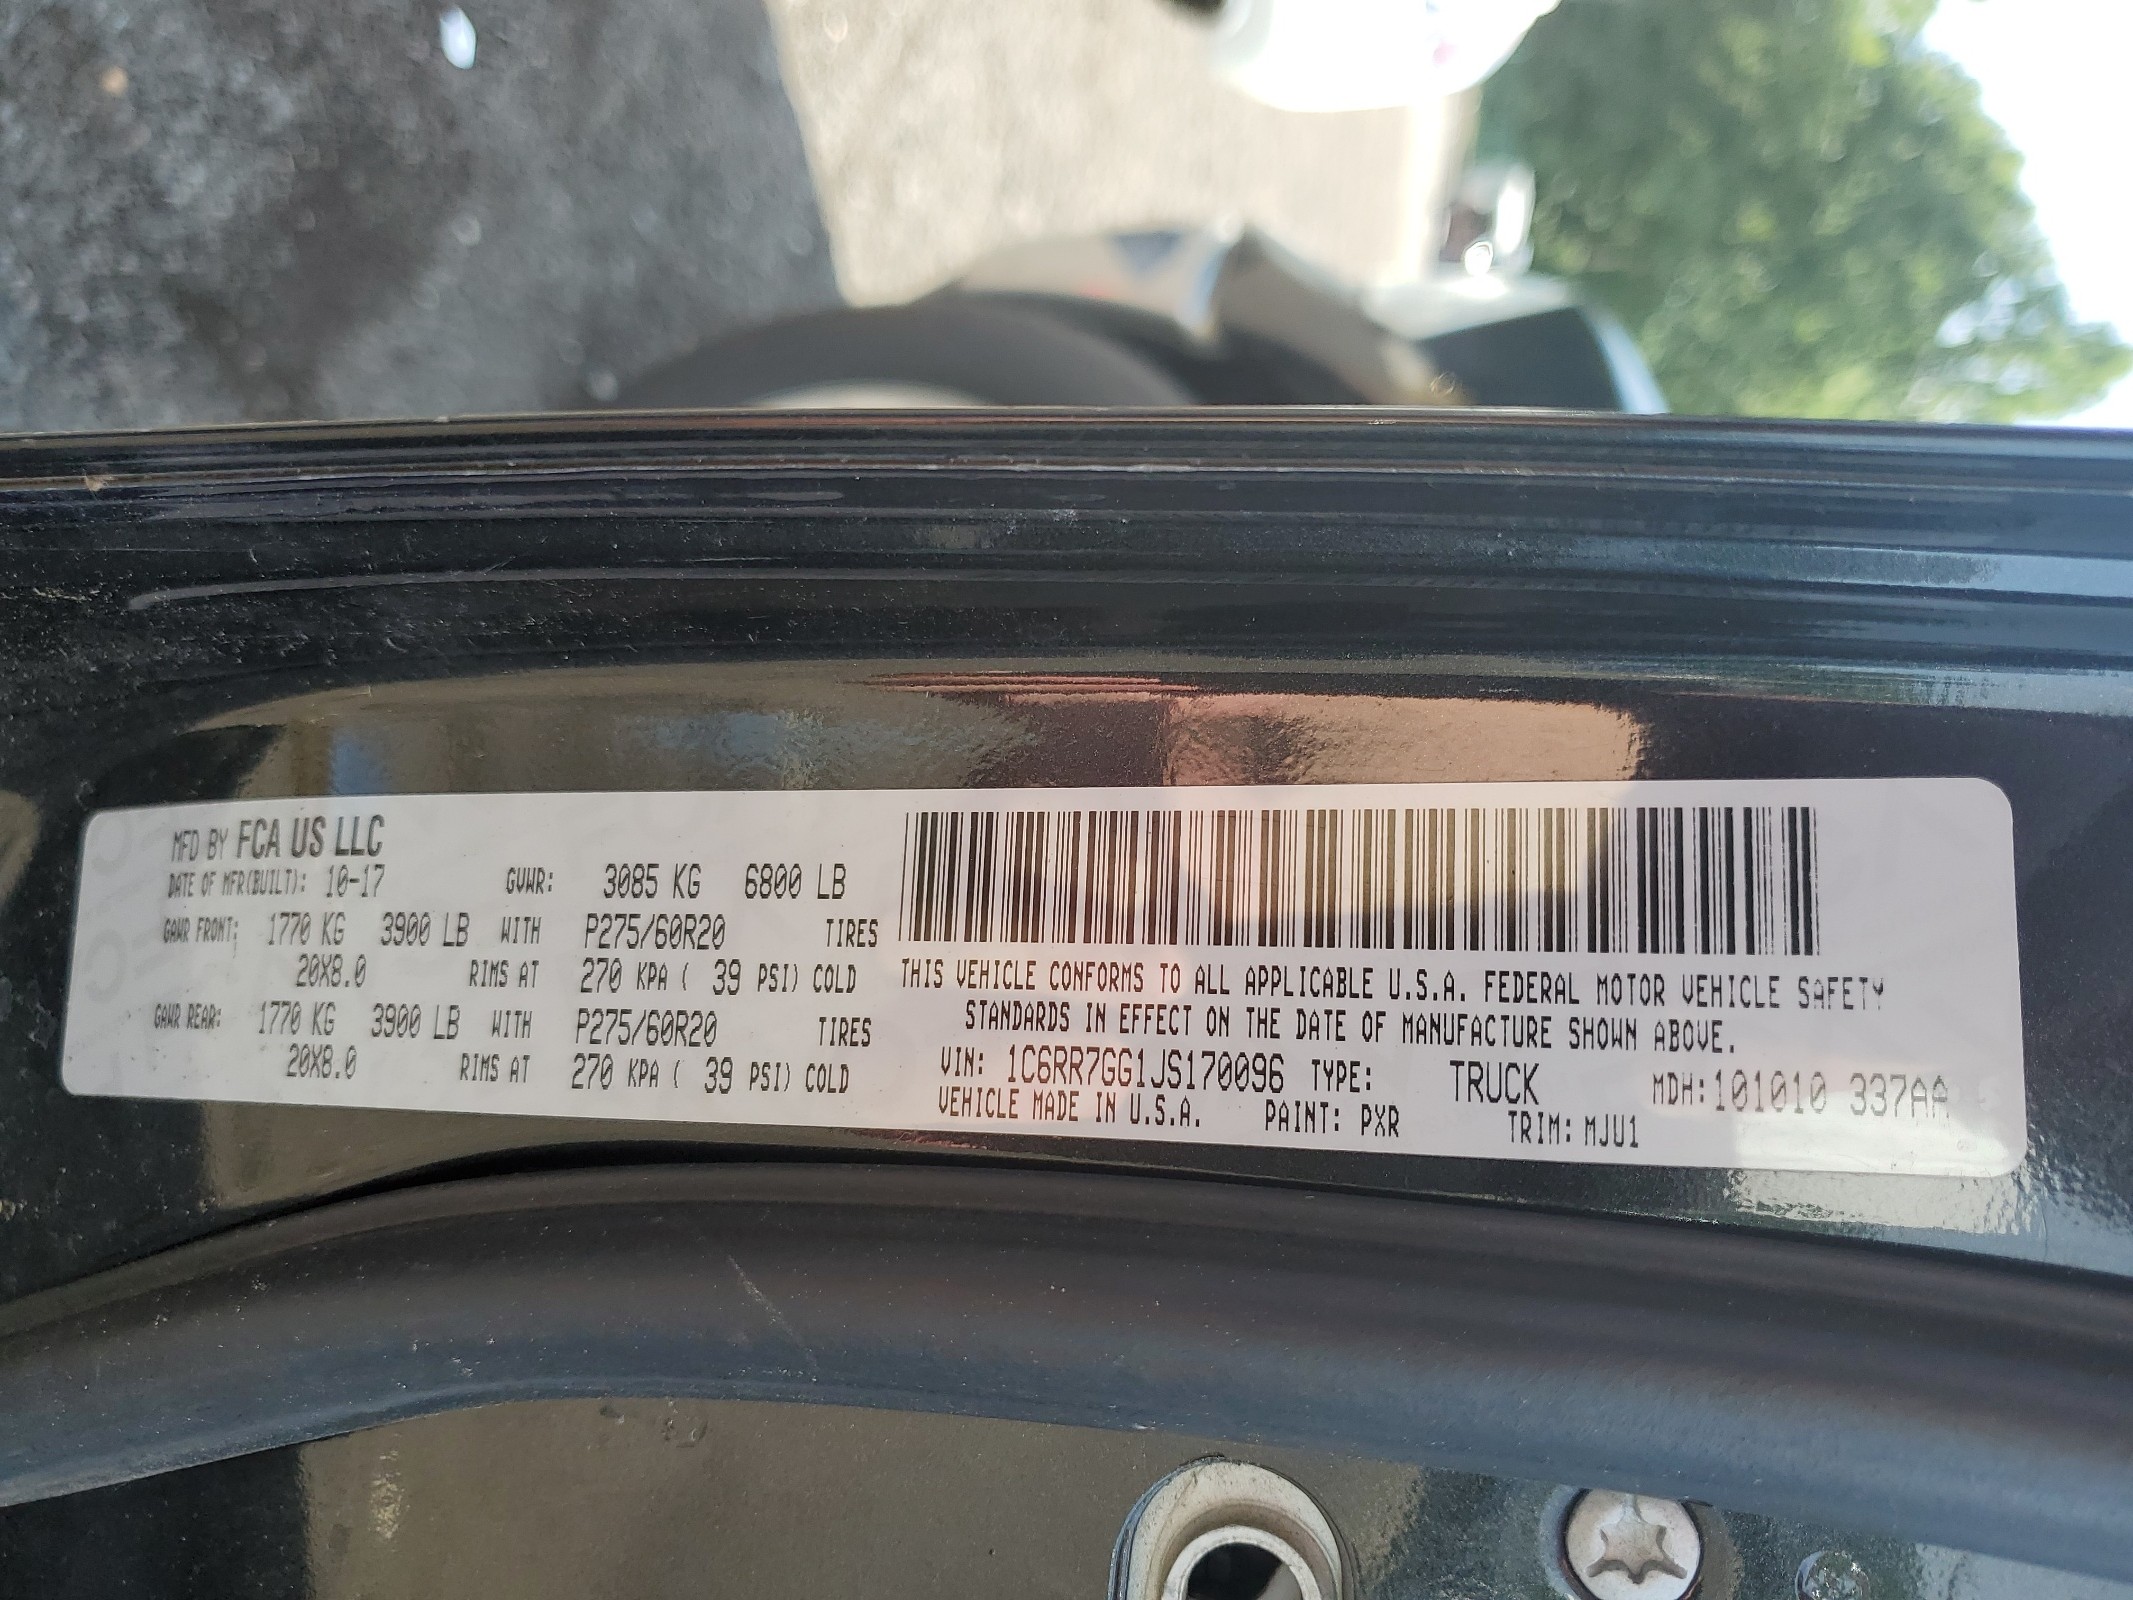 MFD BY FCA US LLC
DATE OF MFR(BUILT): 10-17 GVWR: 3085 KG 6800 LB
GAWR FRONT: 1770 KG 3900 LB WITH P275/60R20 TIRES
20X8.0 RIMS AT 270 KPA ( 39 PSI) COLD
GAWR REAR: 1770 KG 3900 LB WITH P275/60R20 TIRES
20X8.0 RIMS AT 270 KPA ( 39 PSI) COLD
THIS VEHICLE CONFORMS TO ALL APPLICABLE U.S.A. FEDERAL MOTOR VEHICLE SAFETY
STANDARDS IN EFFECT ON THE DATE OF MANUFACTURE SHOWN ABOVE.
VIN: 1C6RR7GG1JS170096 TYPE: TRUCK MDH:101010 337AA
VEHICLE MADE IN U.S.A. PAINT: PXR TRIM: MJU1